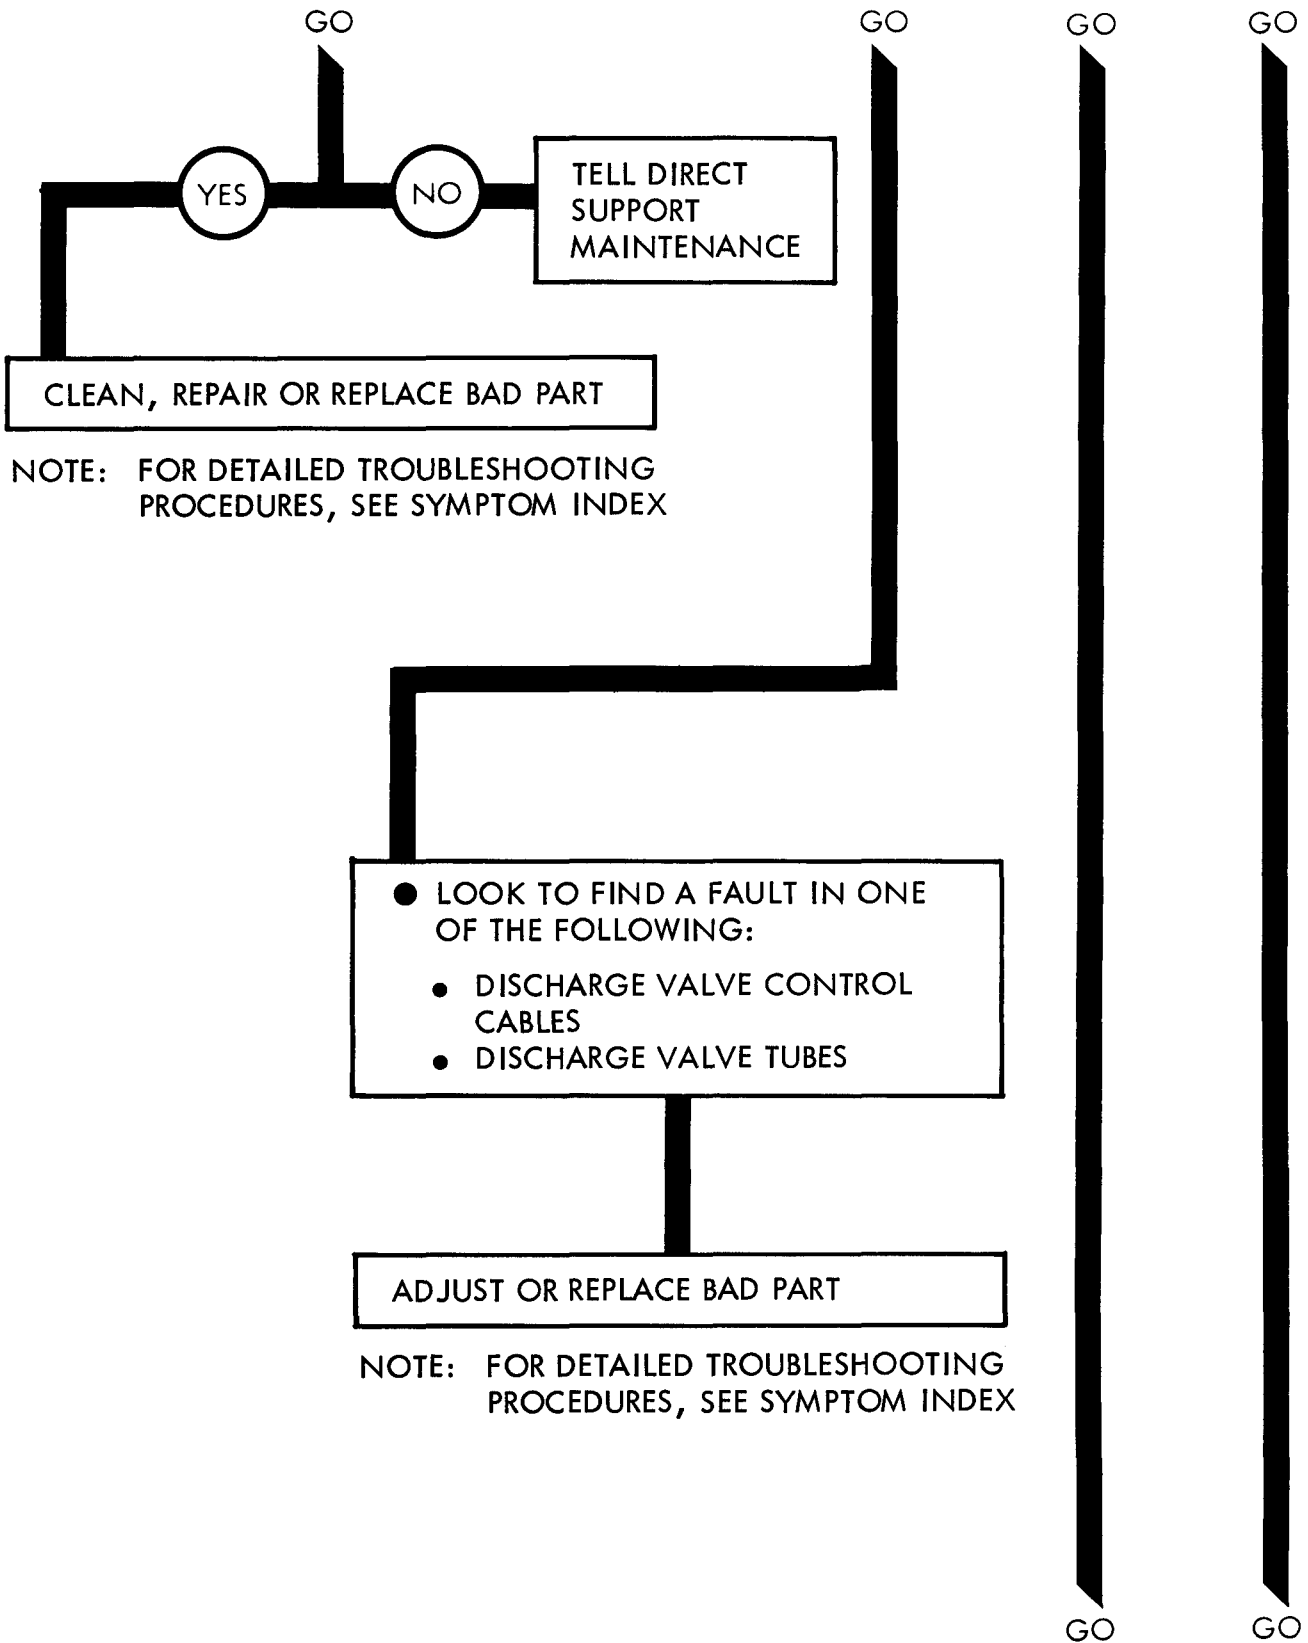 GO
GO
GO
GO
YES
NO
TELL DIRECT
SUPPORT
MAINTENANCE
CLEAN, REPAIR OR REPLACE BAD PART
NOTE: FOR DETAILED TROUBLESHOOTING
PROCEDURES, SEE SYMPTOM INDEX
● LOOK TO FIND A FAULT IN ONE
OF THE FOLLOWING:
● DISCHARGE VALVE CONTROL
CABLES
● DISCHARGE VALVE TUBES
ADJUST OR REPLACE BAD PART
NOTE: FOR DETAILED TROUBLESHOOTING
PROCEDURES, SEE SYMPTOM INDEX
GO
GO